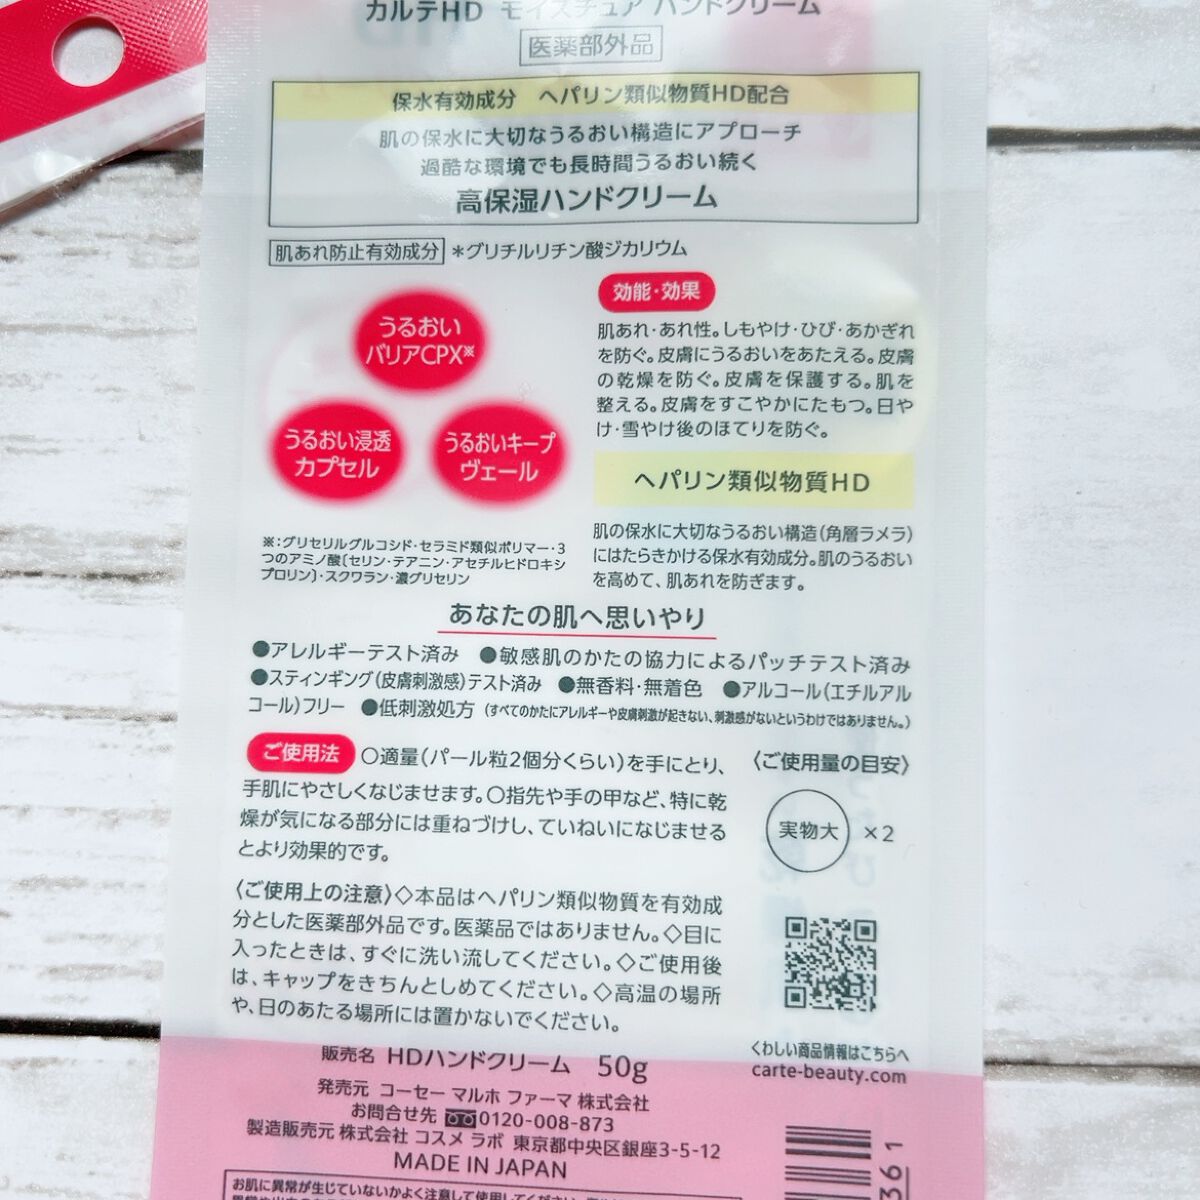 カルテHD モイスチュア ハンドクリーム
医薬部外品
保水有効成分 ヘパリン類似物質HD配合
肌の保水に大切なうるおい構造にアプローチ
過酷な環境でも長時間うるおい続く
高保湿ハンドクリーム
肌あれ防止有効成分 *グリチルリチン酸ジカリウム
うるおい
バリアCPX※
うるおい浸透
カプセル
うるおいキープ
ヴェール
※:グリセリルグルコシド・セラミド類似ポリマー・3
つのアミノ酸〔セリン・テアニン・アセチルヒドロキシ
プロリン〕・スクワラン・濃グリセリン
効能・効果
肌あれ・あれ性。しもやけ・ひび・あかぎれ
を防ぐ。皮膚にうるおいをあたえる。皮膚
の乾燥を防ぐ。皮膚を保護する。肌を
整える。皮膚をすこやかにたもつ。日や
け・雪やけ後のほてりを防ぐ。
ヘパリン類似物質HD
肌の保水に大切なうるおい構造(角層ラメラ)
にはたらきかける保水有効成分。肌のうるおい
を高めて、肌あれを防ぎます。
あなたの肌へ思いやり
●アレルギーテスト済み ●敏感肌のかたの協力によるパッチテスト済み
●スティンギング(皮膚刺激感)テスト済み ●無香料・無着色 ●アルコール(エチルアル
コール)フリー ●低刺激処方 (すべてのかたにアレルギーや皮膚刺激が起きない、刺激感がないというわけではありません。)
ご使用法 ○適量(パール粒2個分くらい)を手にとり、
手肌にやさしくなじませます。○指先や手の甲など、特に乾
燥が気になる部分には重ねづけし、ていねいになじませる
とより効果的です。
〈ご使用量の目安〉
実物大 ×2
〈ご使用上の注意〉◇本品はヘパリン類似物質を有効成
分とした医薬部外品です。医薬品ではありません。◇目に
入ったときは、すぐに洗い流してください。◇ご使用後
は、キャップをきちんとしめてください。◇高温の場所
や、日のあたる場所には置かないでください。
くわしい商品情報はこちらへ
carte-beauty.com
販売名 HDハンドクリーム 50g
発売元 コーセー マルホ ファーマ 株式会社
お問合せ先 0120-008-873
製造販売元 株式会社 コスメ ラボ 東京都中央区銀座3-5-12
MADE IN JAPAN
お肌に異常が生じていないかよく注意して使用してください。
361